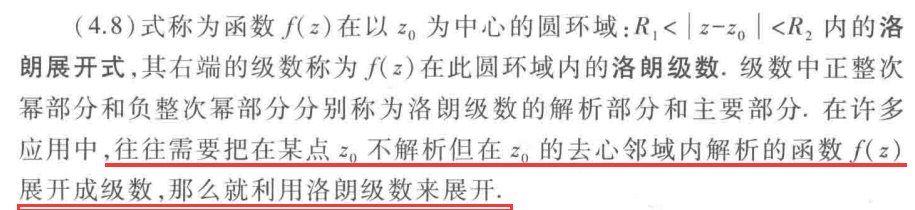 (4.8)式称为函数 f(z)在以 z₀ 为中心的圆环域:R₁<|z-z₀|<R₂ 内的洛
朗展开式,其右端的级数称为 f(z)在此圆环域内的洛朗级数. 级数中正整次
幂部分和负整次幂部分分别称为洛朗级数的解析部分和主要部分. 在许多
应用中,往往需要把在某点 z₀ 不解析但在 z₀ 的去心邻域内解析的函数 f(z)
展开成级数,那么就利用洛朗级数来展开.